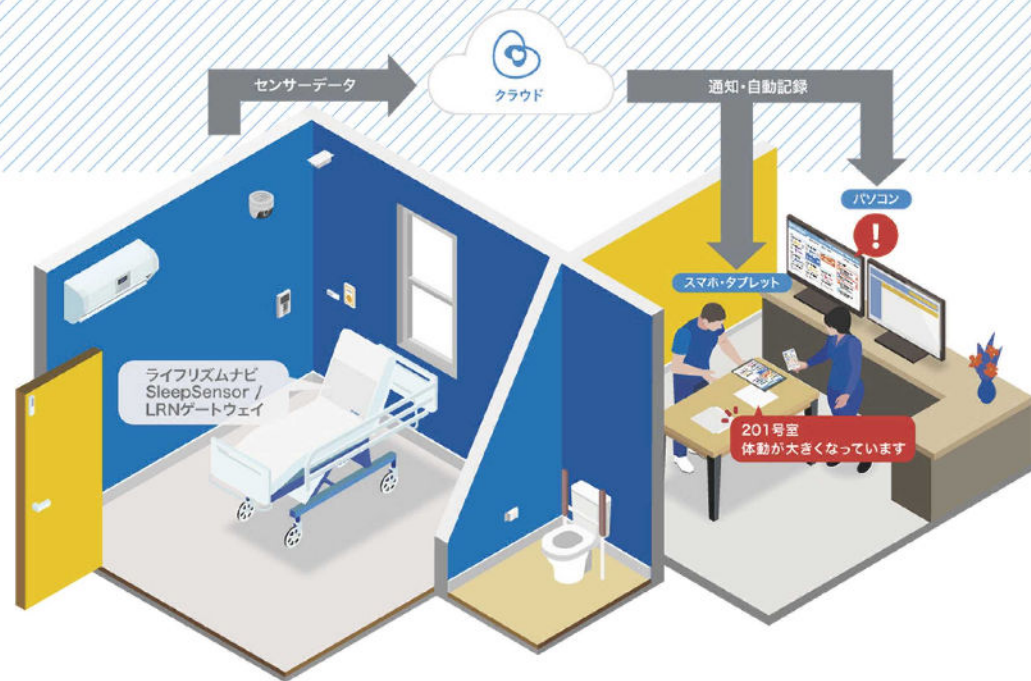 センサーデータ
クラウド
通知・自動記録
パソコン
!
スマホ・タブレット
ライフリズムナビ
SleepSensor /
LRNゲートウェイ
201号室
体動が大きくなっています